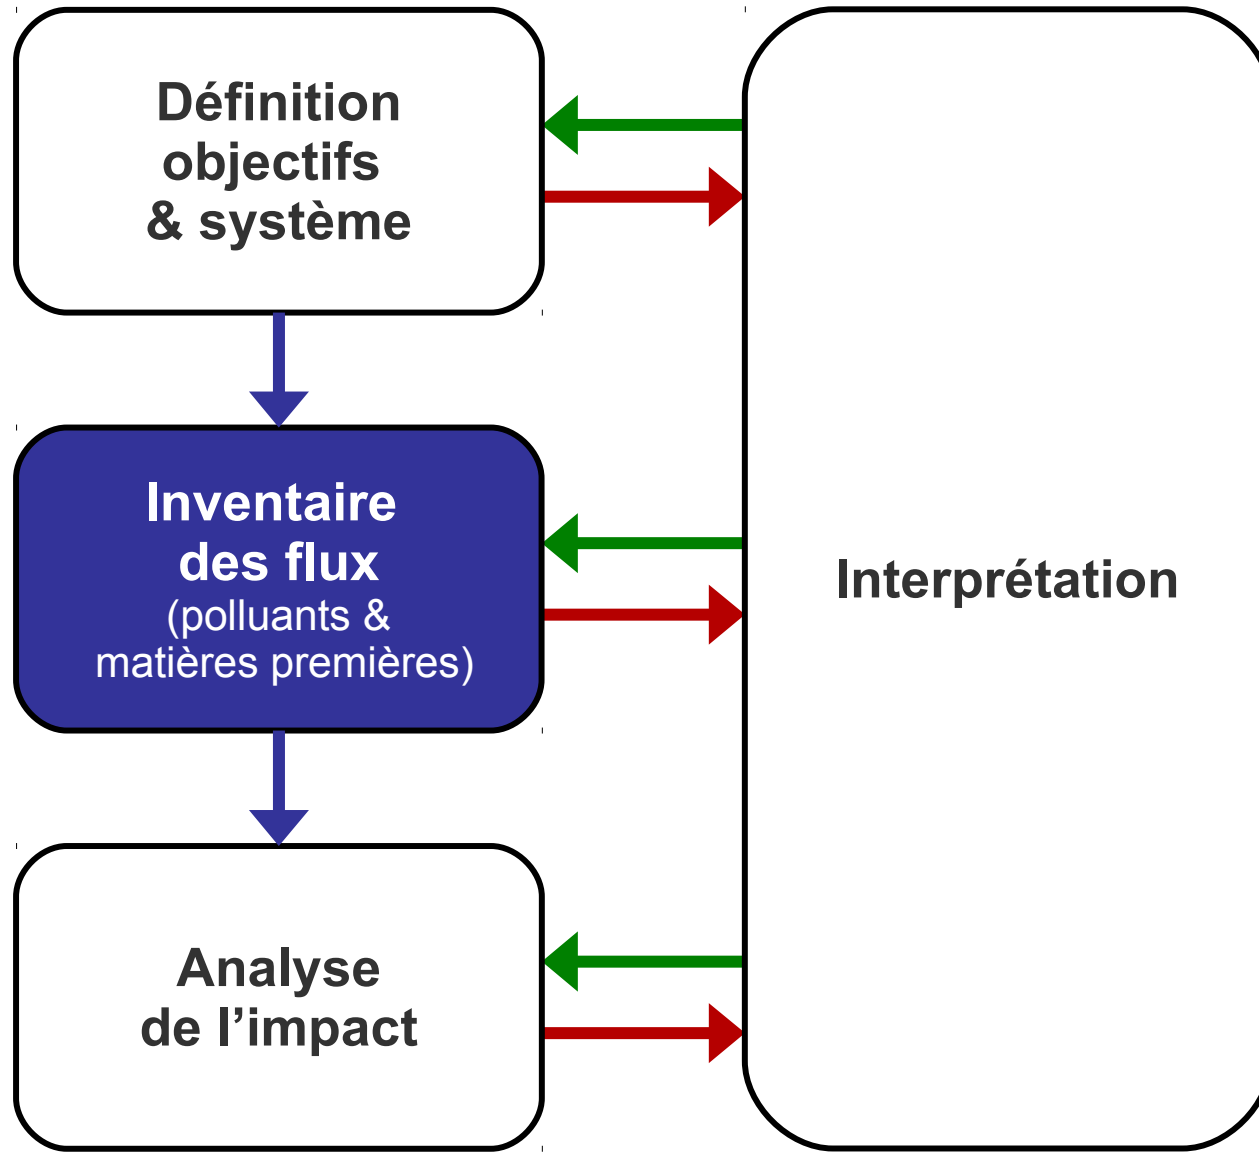 Définition
objectifs
& système
Inventaire
des flux
(polluants &
matières premières)
Interprétation
Analyse
de l’impact